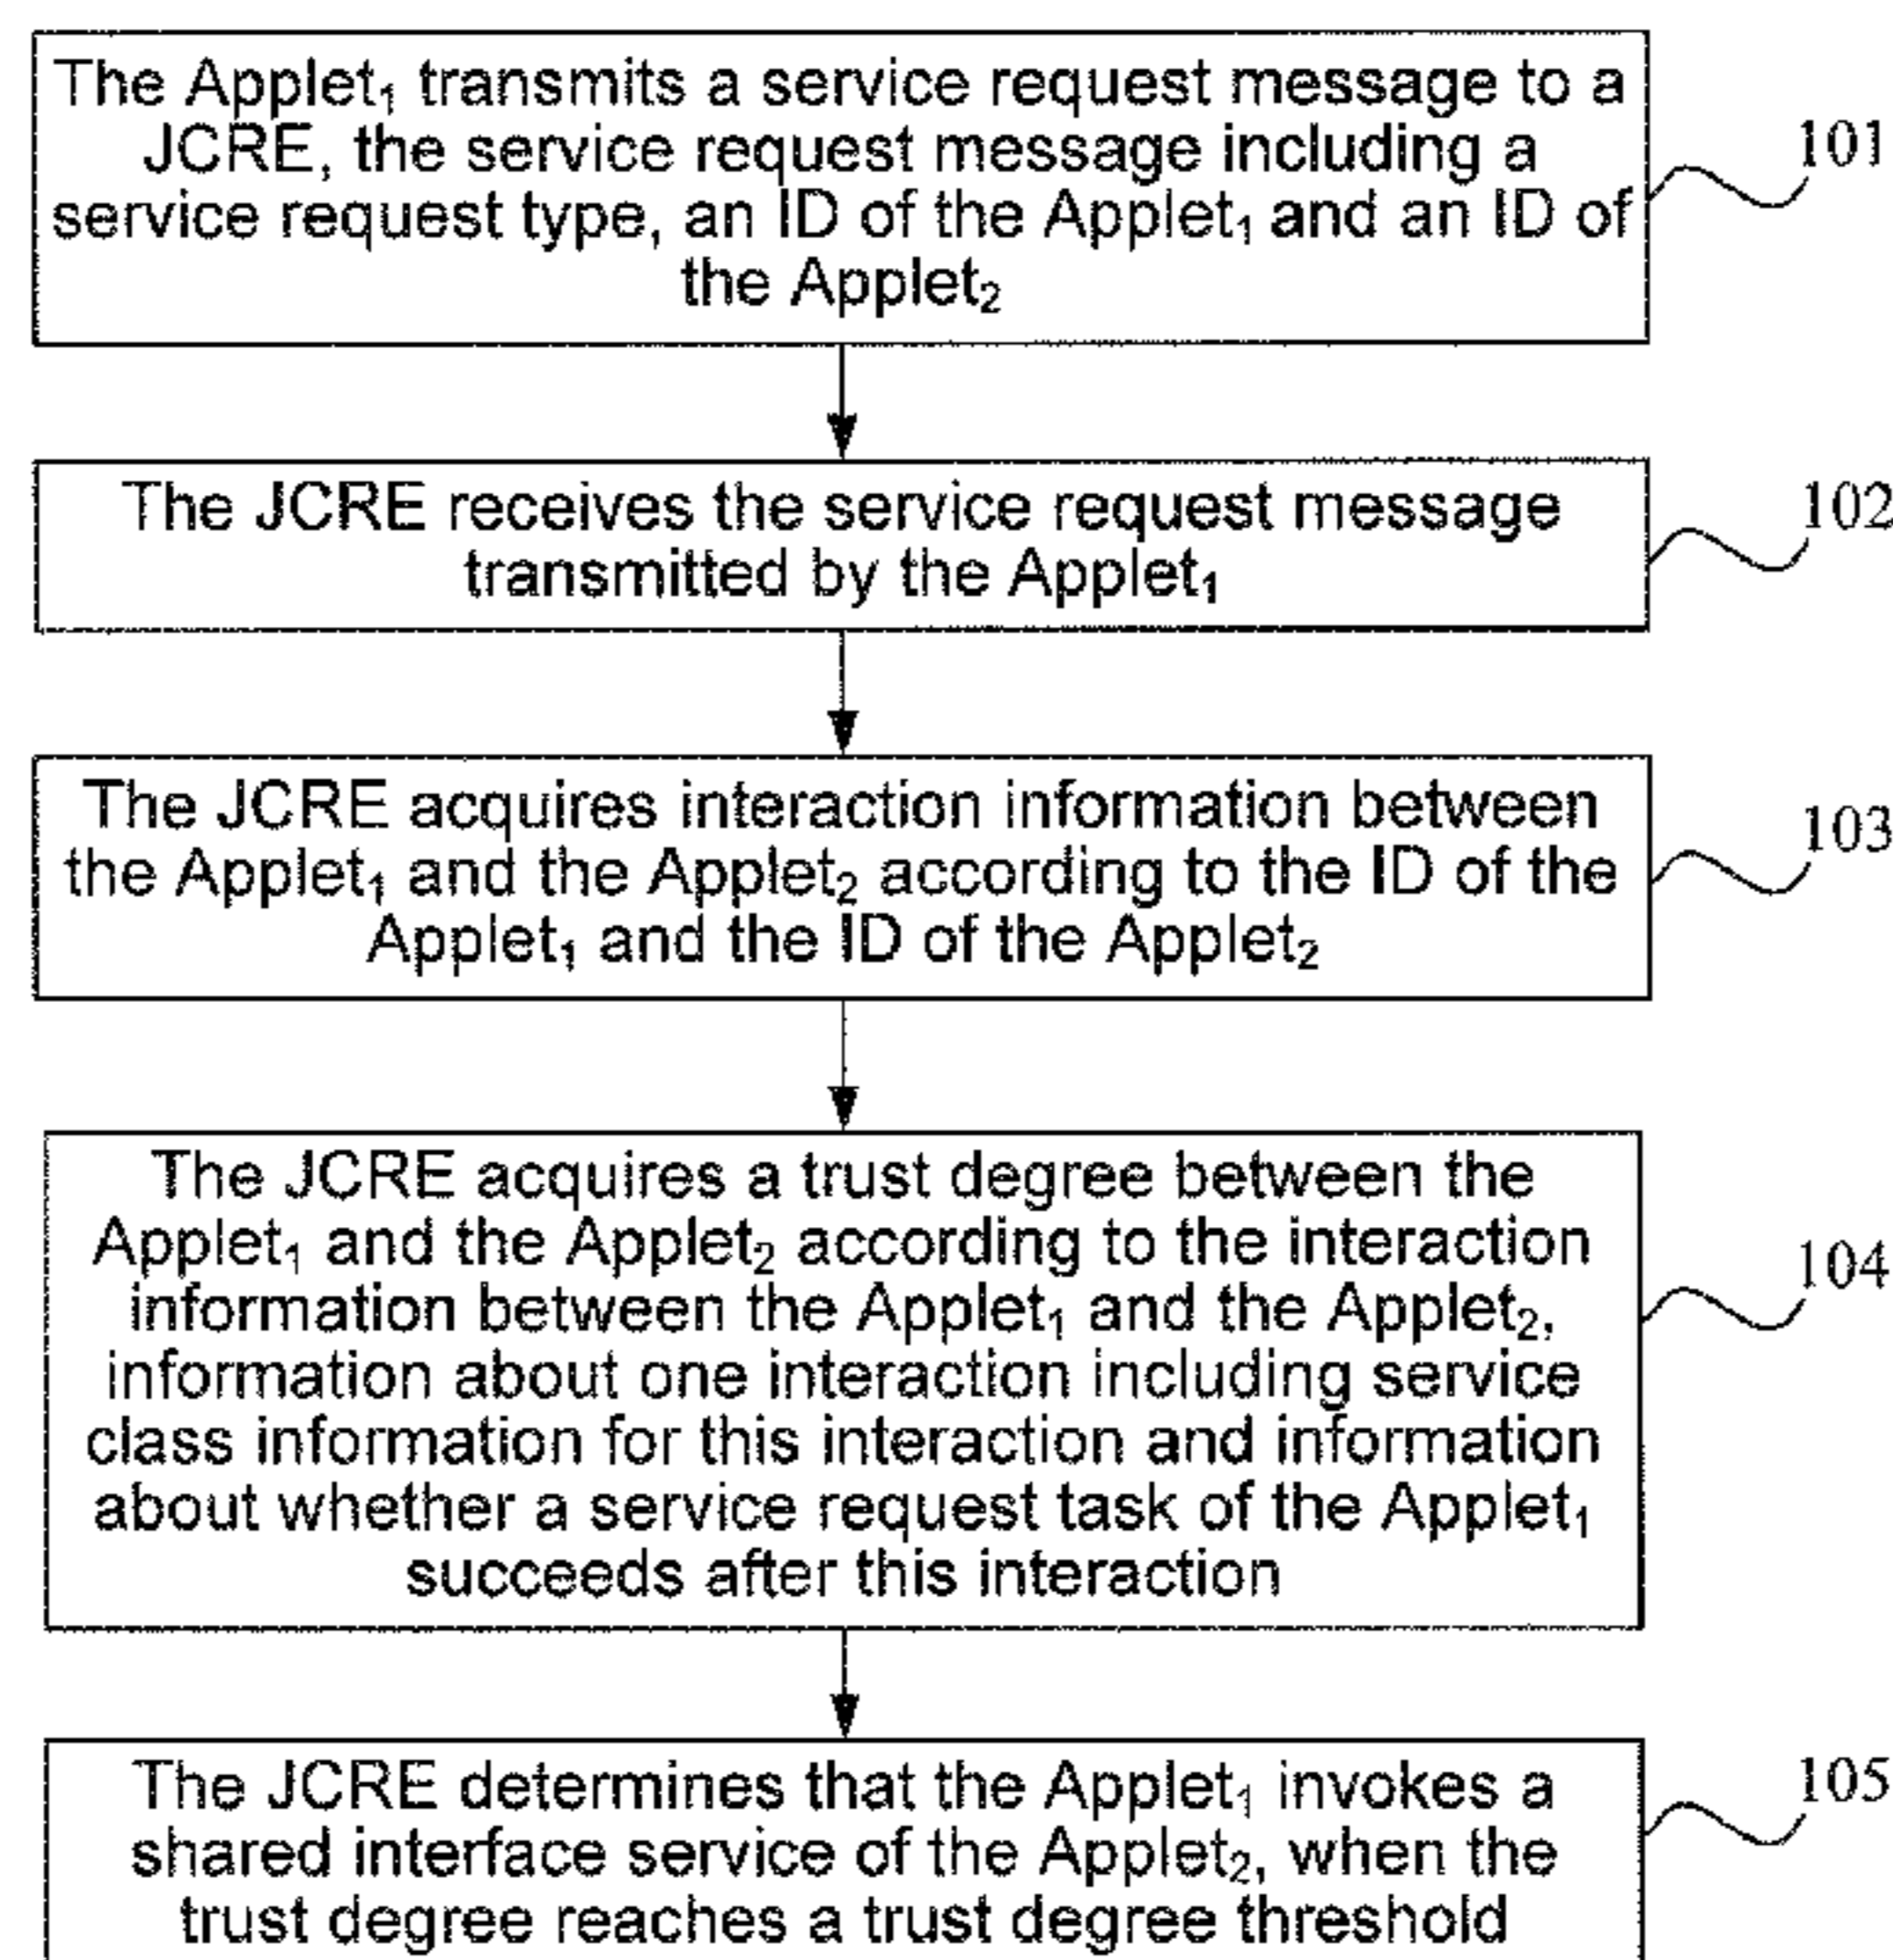 The Applet₁ transmits a service request message to a
JCRE, the service request message including a
service request type, an ID of the Applet₁ and an ID of
the Applet₂
101
The JCRE receives the service request message
transmitted by the Applet₁
102
The JCRE acquires interaction information between
the Applet₁ and the Applet₂ according to the ID of the
Applet₁ and the ID of the Applet₂
103
The JCRE acquires a trust degree between the
Applet₁ and the Applet₂ according to the interaction
information between the Applet₁ and the Applet₂,
information about one interaction including service
class information for this interaction and information
about whether a service request task of the Applet₁
succeeds after this interaction
104
The JCRE determines that the Applet₁ invokes a
shared interface service of the Applet₂, when the
trust degree reaches a trust degree threshold
105